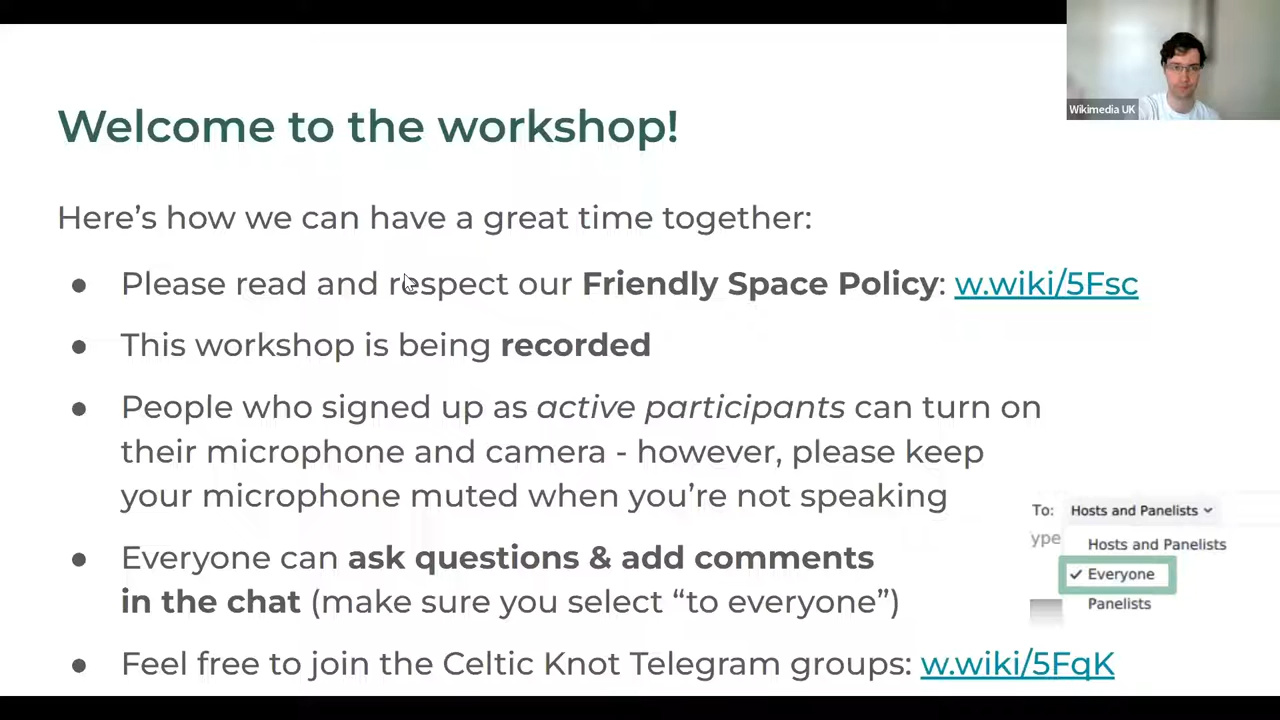 Wikimedia UK
Welcome to the workshop!
Here’s how we can have a great time together:
● Please read and respect our Friendly Space Policy: w.wiki/5Fsc
● This workshop is being recorded
● People who signed up as active participants can turn on
their microphone and camera - however, please keep
your microphone muted when you’re not speaking
● Everyone can ask questions & add comments
in the chat (make sure you select “to everyone”)
To: Hosts and Panelists
ype
Hosts and Panelists
✓ Everyone
Panelists
● Feel free to join the Celtic Knot Telegram groups: w.wiki/5FqK